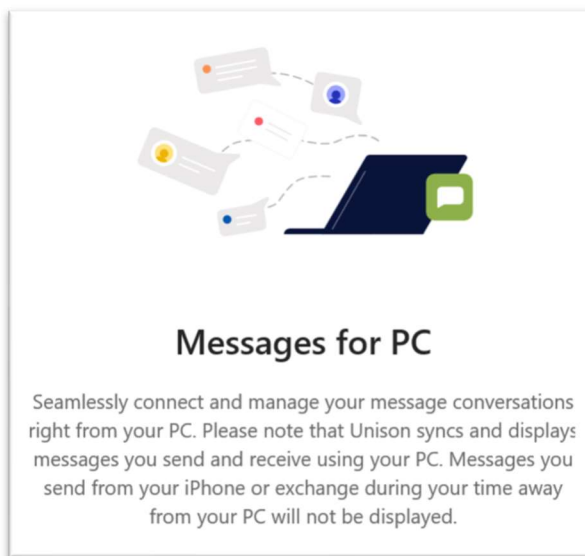 Messages for PC
Seamlessly connect and manage your message conversations
right from your PC. Please note that Unison syncs and displays
messages you send and receive using your PC. Messages you
send from your iPhone or exchange during your time away
from your PC will not be displayed.